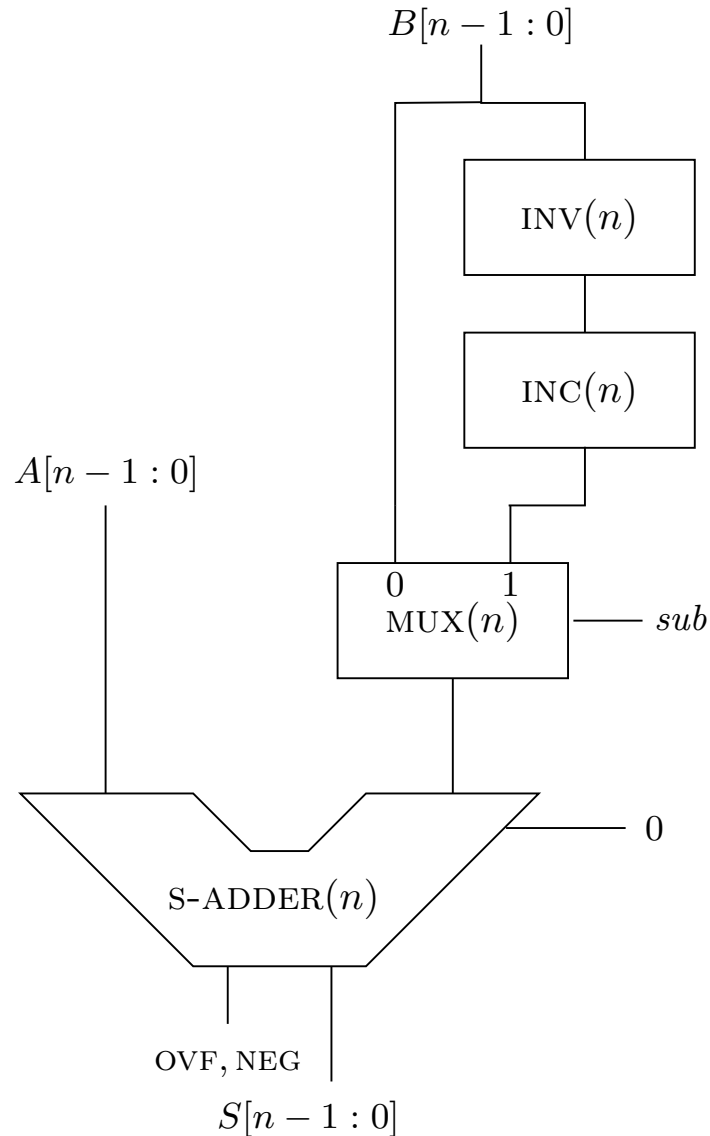 B[n − 1 : 0]
INV(n)
INC(n)
A[n − 1 : 0]
0 1
MUX(n)
sub
0
S-ADDER(n)
OVF, NEG
S[n − 1 : 0]